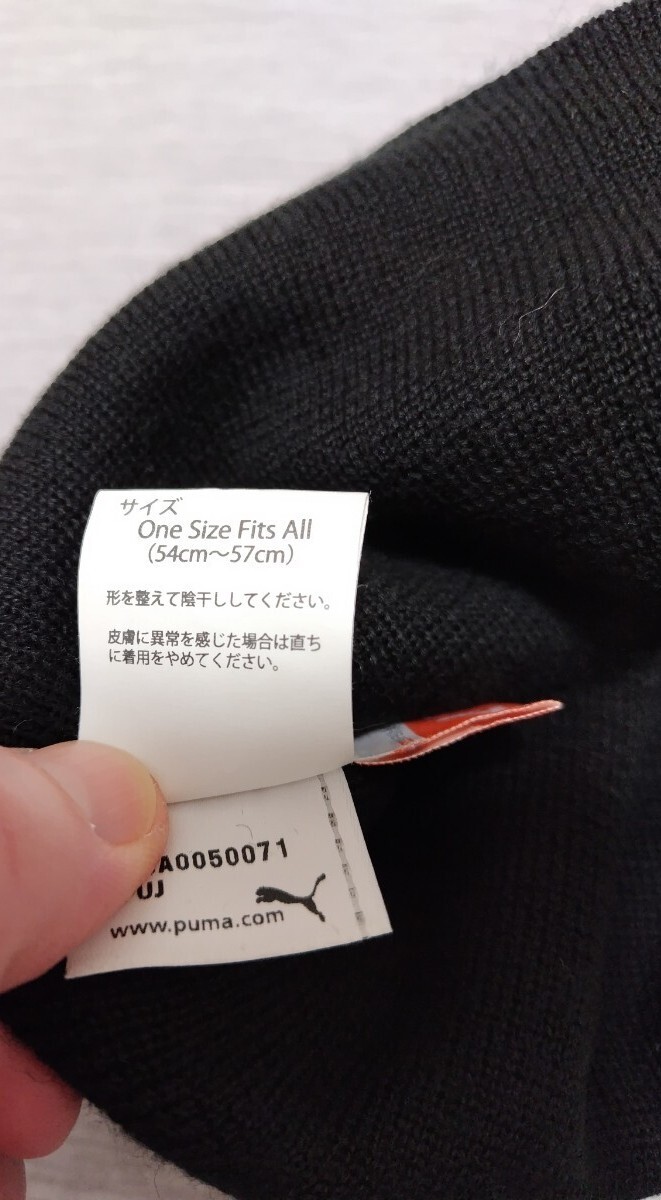 サイズ
One Size Fits All
(54cm～57cm)
形を整えて陰干ししてください。
皮膚に異常を感じた場合は直ち
に着用をやめてください。
A0050071
UJ
www.puma.com